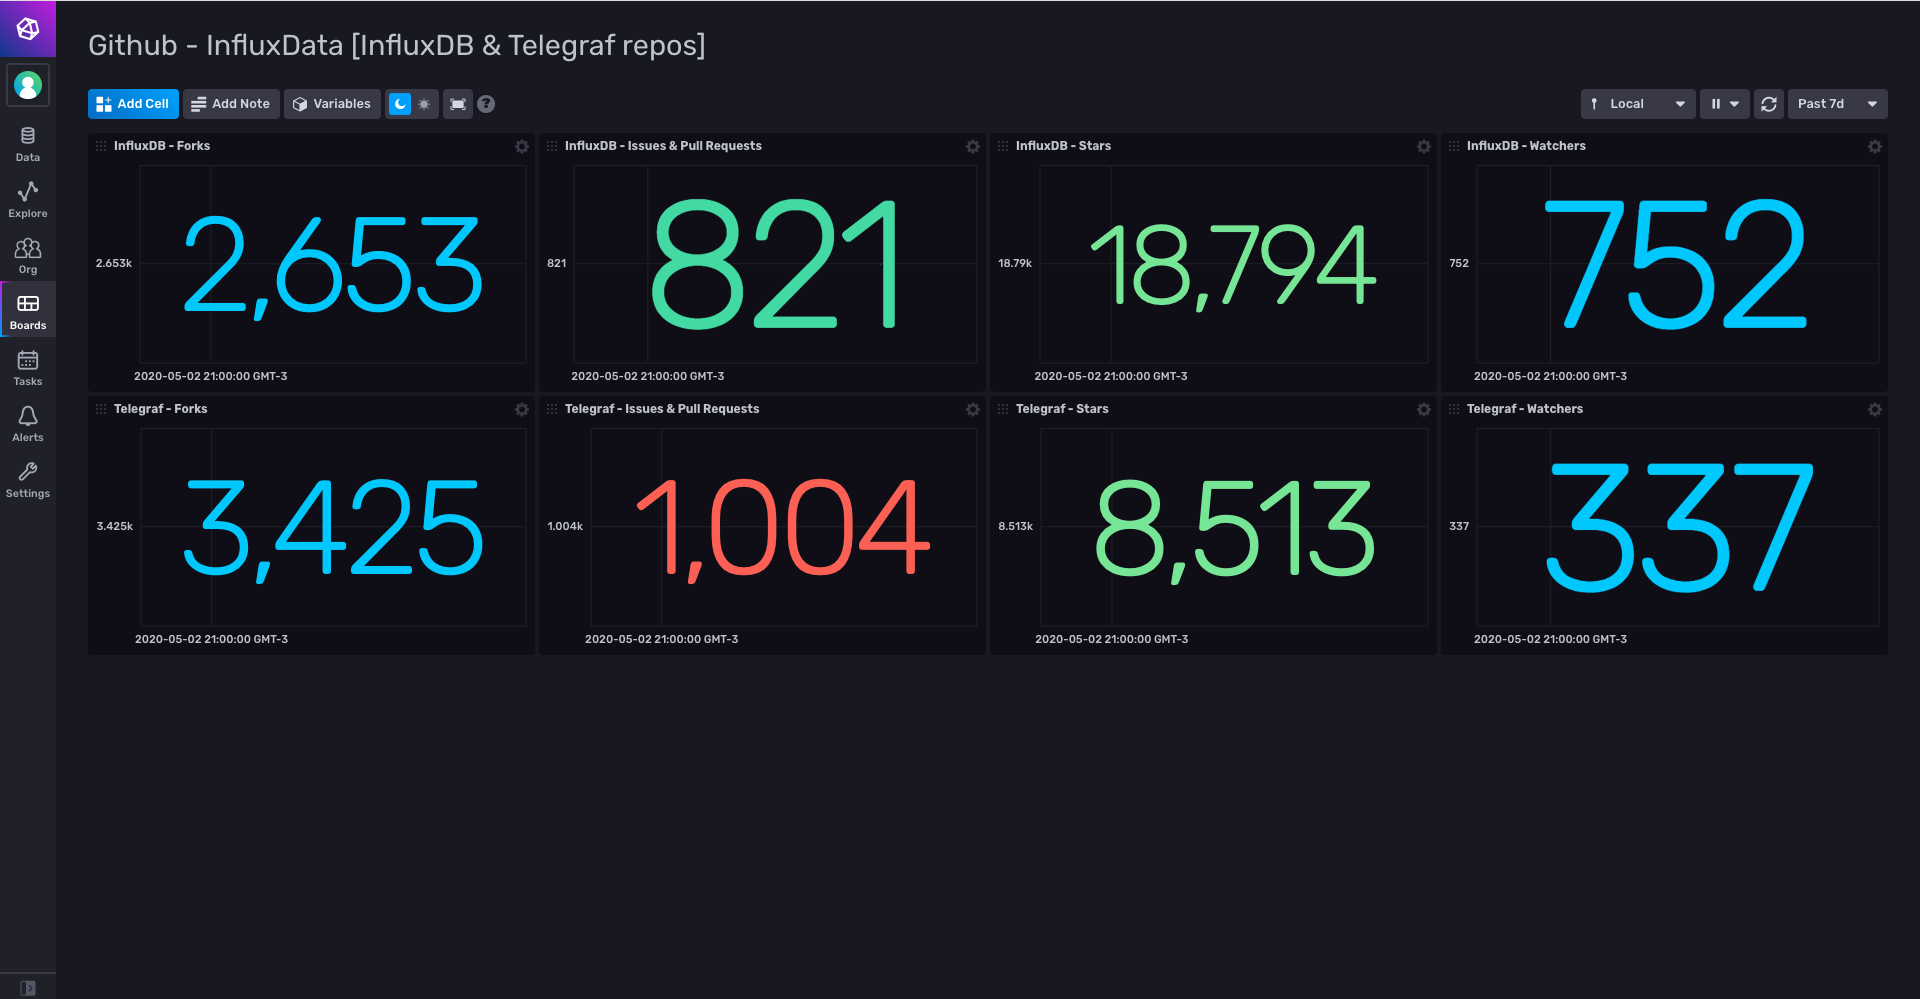 Github - InfluxData [InfluxDB & Telegraf repos]
Add Cell
Add Note
Variables
?
Local
Past 7d
Data
Explore
Org
Boards
Tasks
Alerts
Settings
InfluxDB - Forks
2,653
2.653k
2020-05-02 21:00:00 GMT-3
InfluxDB - Issues & Pull Requests
821
821
2020-05-02 21:00:00 GMT-3
InfluxDB - Stars
18,794
18.79k
2020-05-02 21:00:00 GMT-3
InfluxDB - Watchers
752
752
2020-05-02 21:00:00 GMT-3
Telegraf - Forks
3,425
3.425k
2020-05-02 21:00:00 GMT-3
Telegraf - Issues & Pull Requests
1,004
1.004k
2020-05-02 21:00:00 GMT-3
Telegraf - Stars
8,513
8.513k
2020-05-02 21:00:00 GMT-3
Telegraf - Watchers
337
337
2020-05-02 21:00:00 GMT-3